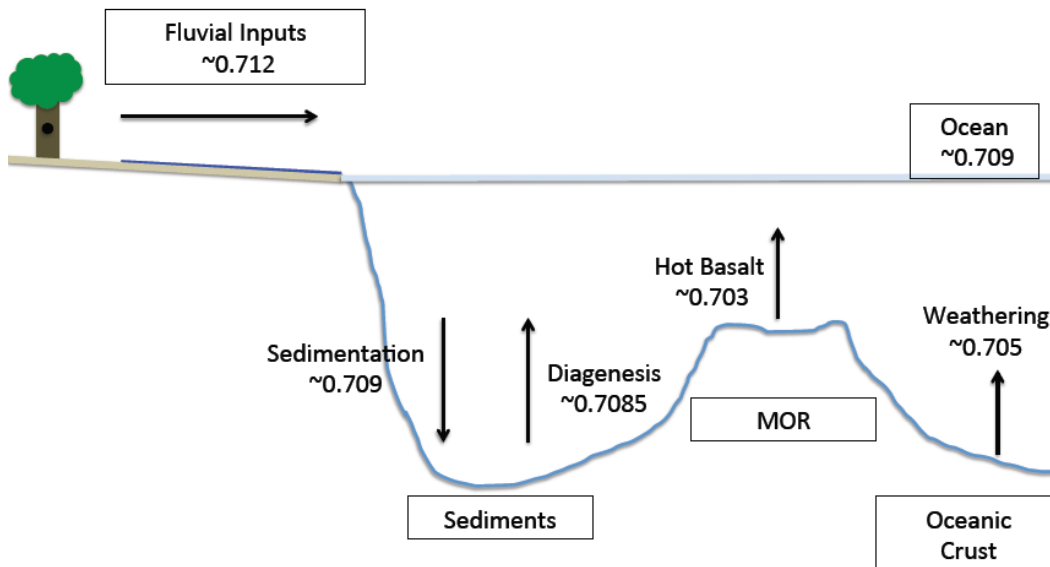 Fluvial Inputs
~0.712
Ocean
~0.709
Hot Basalt
~0.703
Weathering
~0.705
Sedimentation
~0.709
Diagenesis
~0.7085
MOR
Sediments
Oceanic
Crust